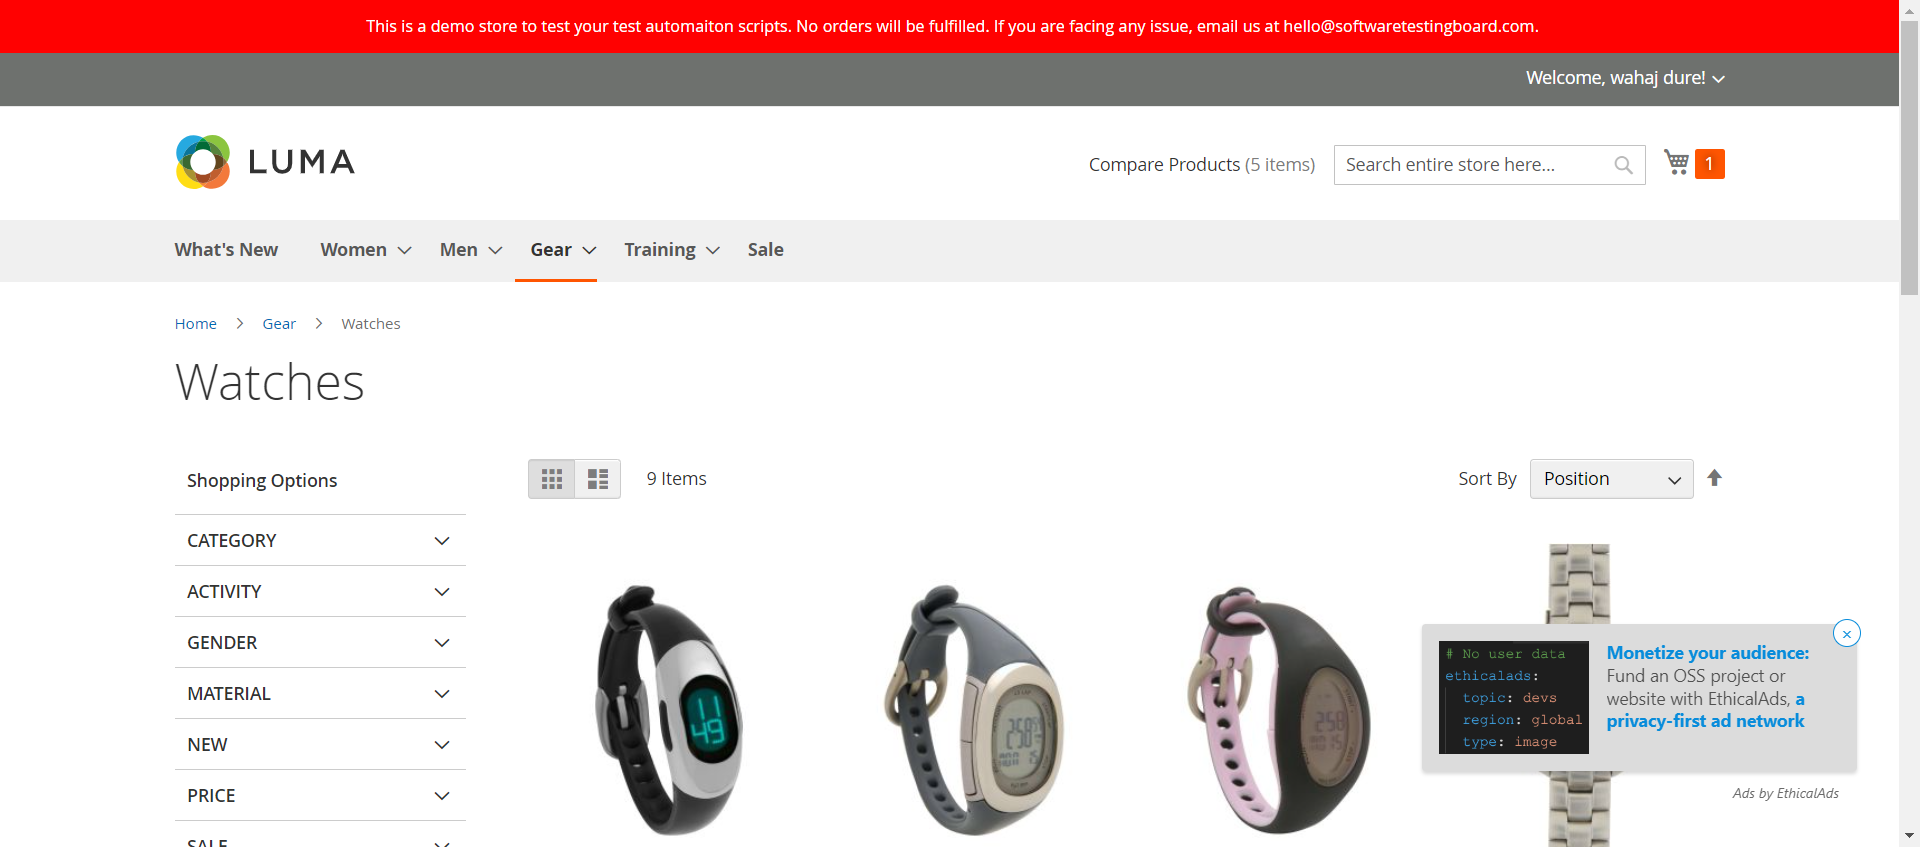 This is a demo store to test your test automaiton scripts. No orders will be fulfilled. If you are facing any issue, email us at hello@softwaretestingboard.com.
Welcome, wahaj dure!
LUMA
Compare Products (5 items)
Search entire store here...
1
What's New
Women
Men
Gear
Training
Sale
Home
Gear
Watches
Watches
Shopping Options
9 Items
Sort By
Position
CATEGORY
ACTIVITY
GENDER
MATERIAL
NEW
PRICE
SALE
11
49
# No user data
ethicalads:
topic: devs
region: global
type: image
Monetize your audience:
Fund an OSS project or
website with EthicalAds, a
privacy-first ad network
Ads by EthicalAds